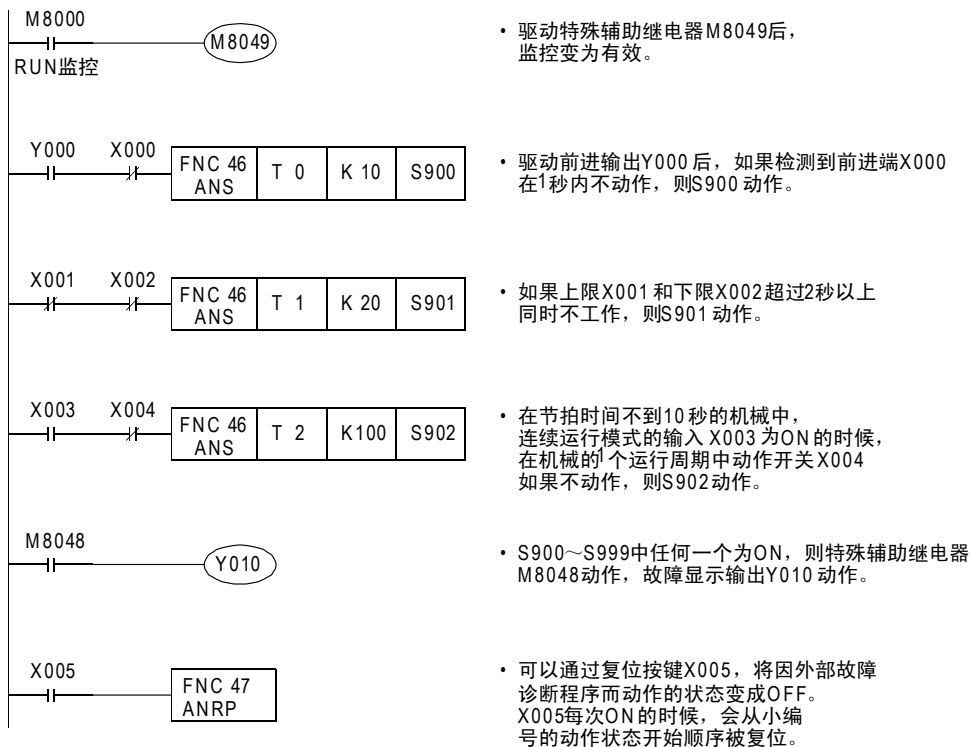 M8000
M8049
RUN监控
• 驱动特殊辅助继电器M8049后，
监控变为有效。
Y000 X000
FNC 46
ANS
T 0 K 10 S900
• 驱动前进输出Y000后，如果检测到前进端X000
在1秒内不动作，则S900动作。
X001 X002
FNC 46
ANS
T 1 K 20 S901
• 如果上限X001和下限X002超过2秒以上
同时不工作，则S901动作。
X003 X004
FNC 46
ANS
T 2 K100 S902
• 在节拍时间不到10秒的机械中，
连续运行模式的输入X003为ON的时候，
在机械的1个运行周期中动作开关X004
如果不动作，则S902动作。
M8048
Y010
• S900～S999中任何一个为ON，则特殊辅助继电器
M8048动作，故障显示输出Y010动作。
X005
FNC 47
ANRP
• 可以通过复位按键X005，将因外部故障
诊断程序而动作的状态变成OFF。
X005每次ON的时候，会从小编
号的动作状态开始顺序被复位。